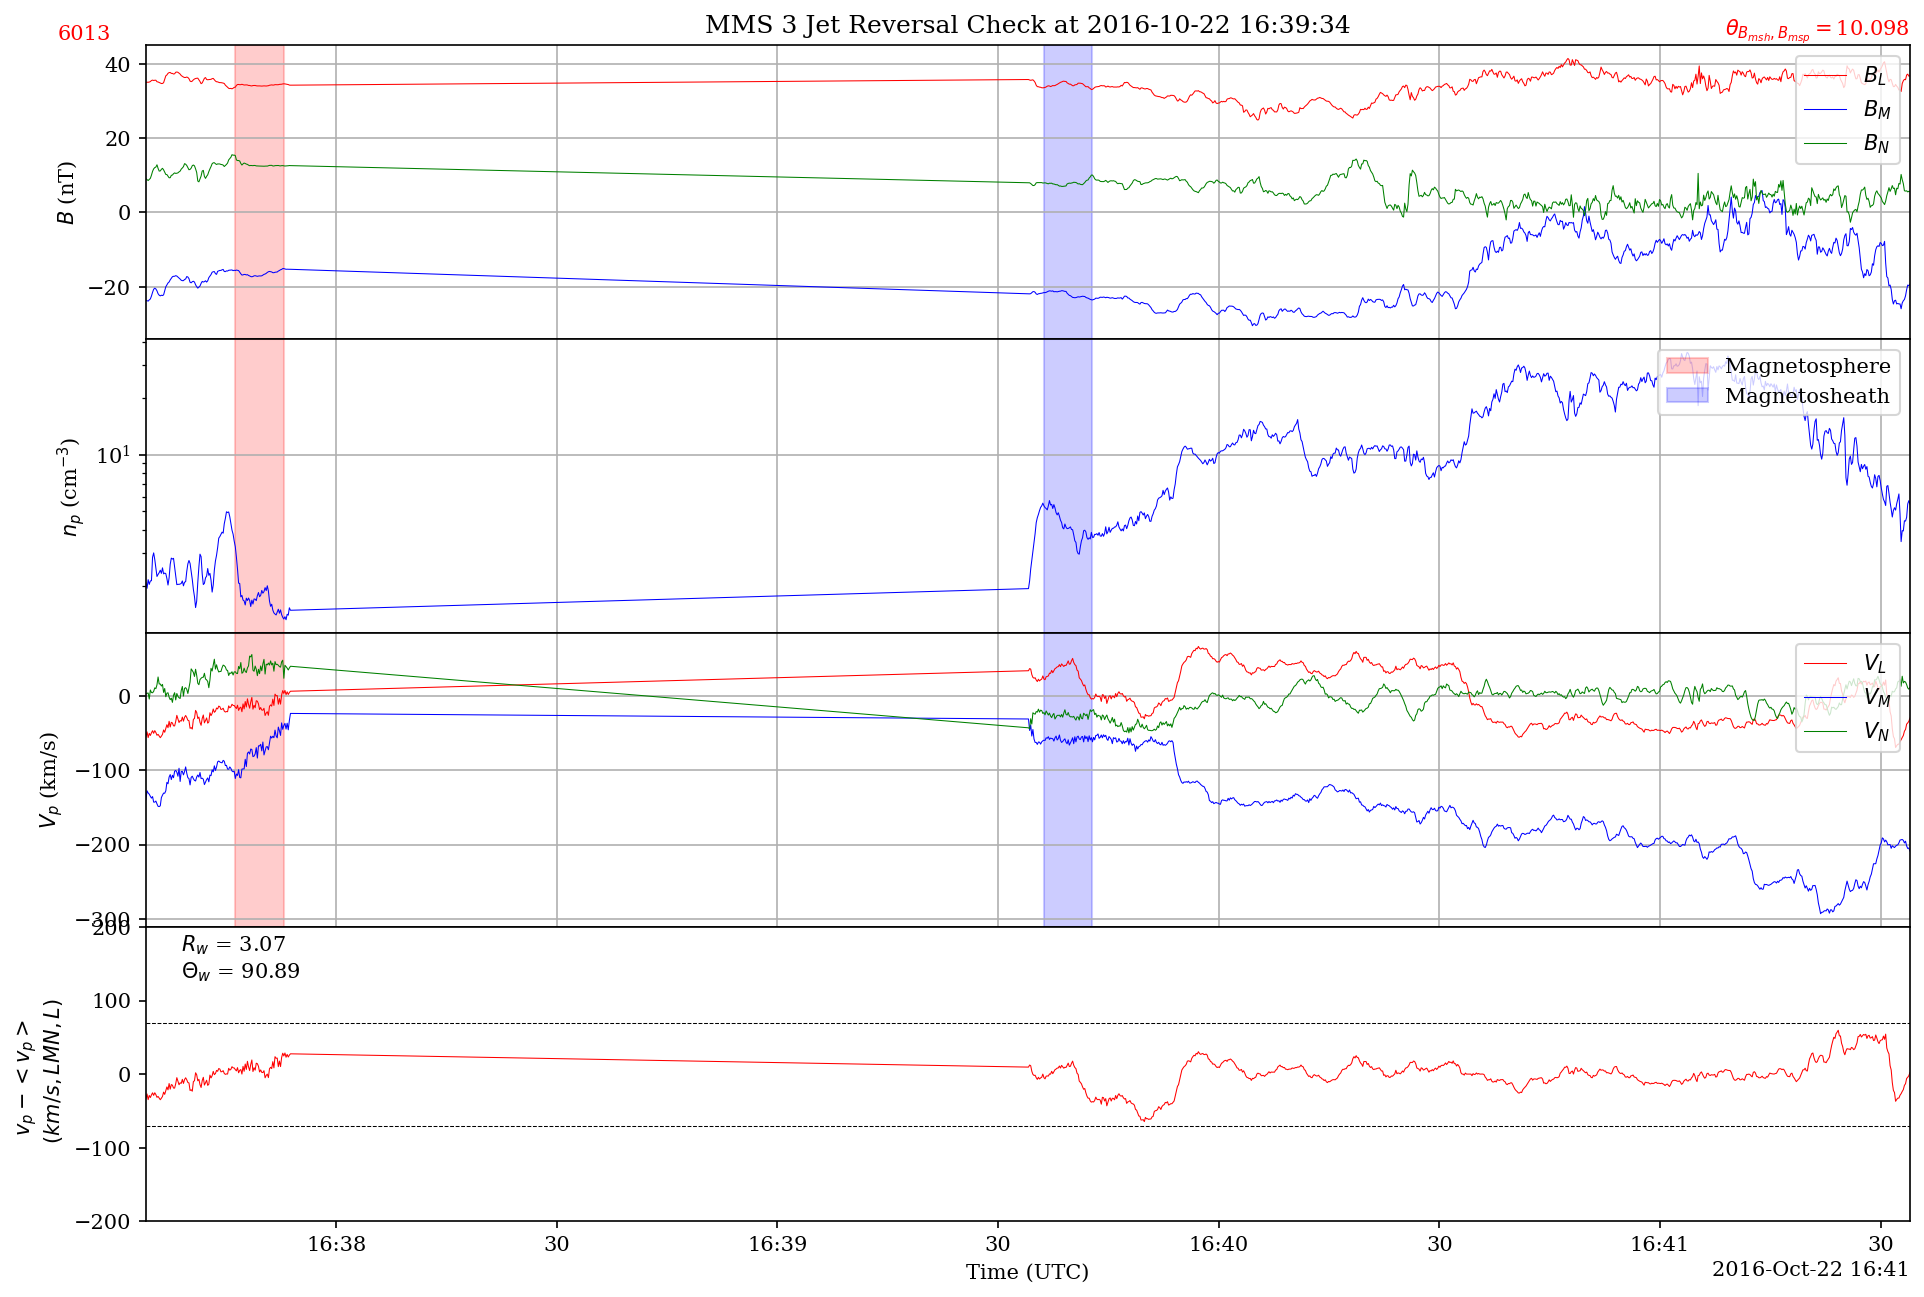 MMS 3 Jet Reversal Check at 2016-10-22 16:39:34
6013
θ_{B_{msh}, B_{msp}} = 10.098
40
20
0
−20
B (nT)
B_L
B_M
B_N
10^1
n_p (cm^{−3})
Magnetosphere
Magnetosheath
0
−100
−200
−300
V_p (km/s)
V_L
V_M
V_N
200
100
0
−100
−200
v_p − < v_p >
(km/s, LMN, L)
R_w = 3.07
Θ_w = 90.89
16:38
30
16:39
30
16:40
30
16:41
30
Time (UTC)
2016-Oct-22 16:41